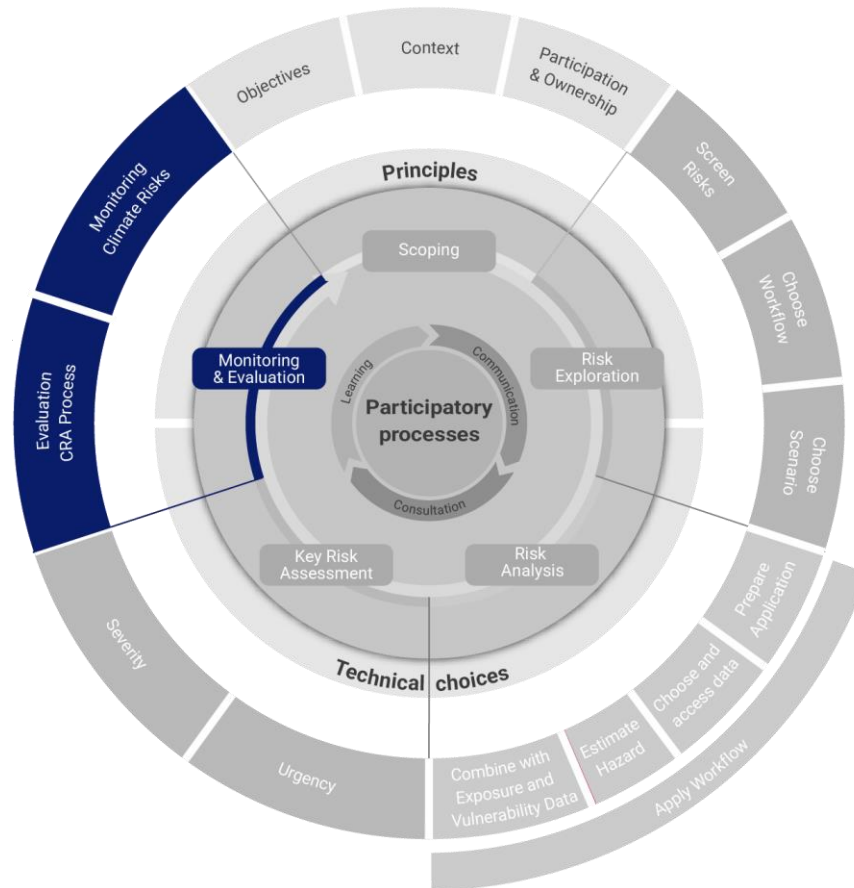 Objectives
Context
Participation
& Ownership
Screen
Risks
Choose
Workflow
Choose
Scenario
Prepare
Application
Choose and
access data
Estimate
Hazard
Combine with
Exposure and
Vulnerability Data
Apply Workflow
Urgency
Severity
Evaluation
CRA Process
Monitoring
Climate Risks
Principles
Scoping
Risk
Exploration
Risk
Analysis
Key Risk
Assessment
Monitoring
& Evaluation
Learning
Communication
Consultation
Participatory
processes
Technical choices